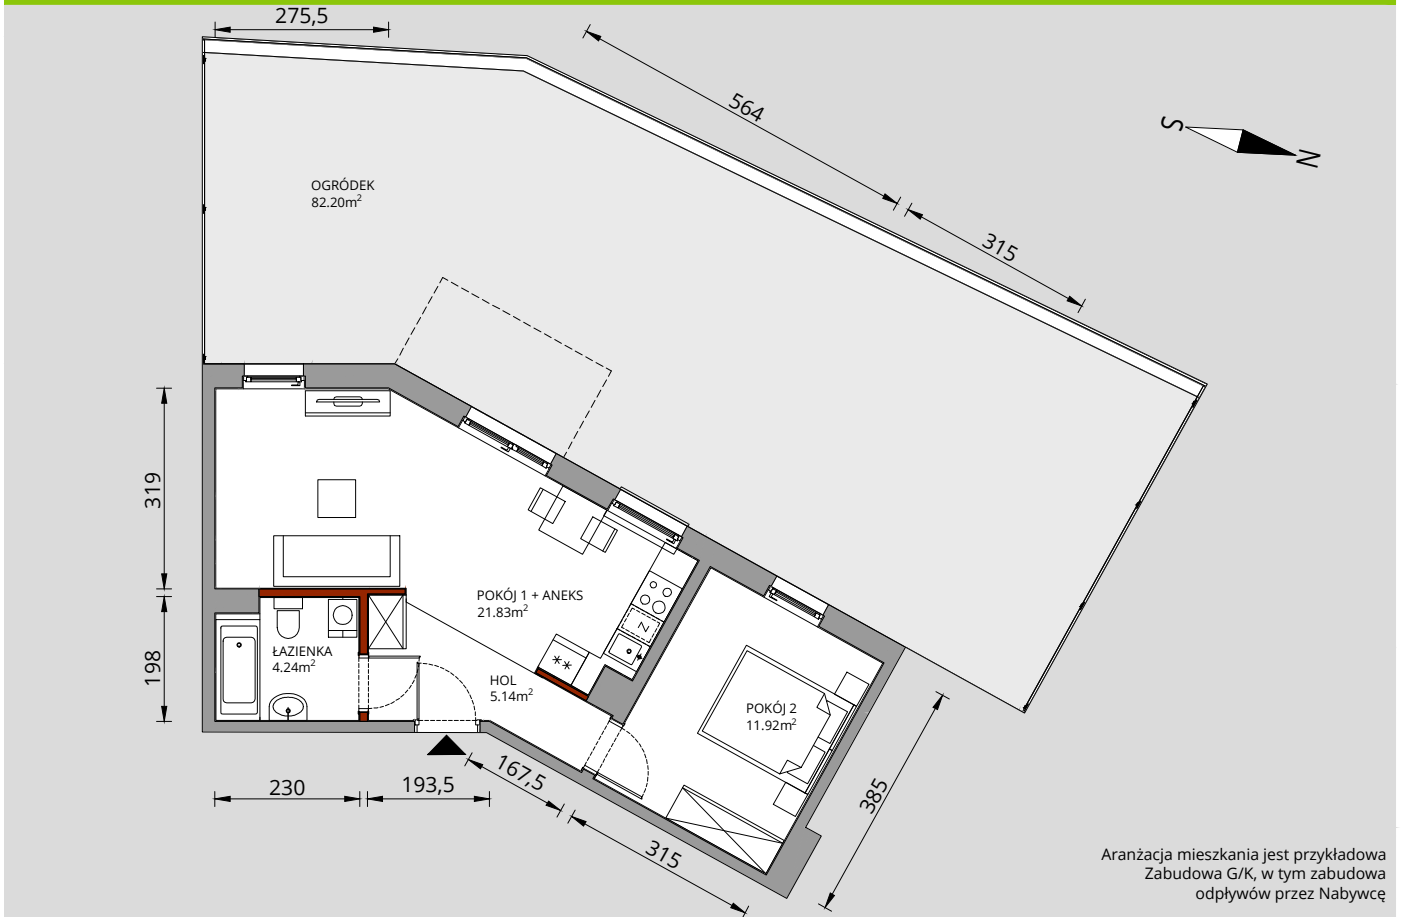 275,5
564
S
N
OGRÓDEK
82.20m²
315
319
POKÓJ 1 + ANEKS
21.83m²
Z
ŁAZIENKA
4.24m²
**
198
HOL
5.14m²
POKÓJ 2
11.92m²
230
193,5
167,5
385
315
Aranżacja mieszkania jest przykładowa
Zabudowa G/K, w tym zabudowa
odpływów przez Nabywcę